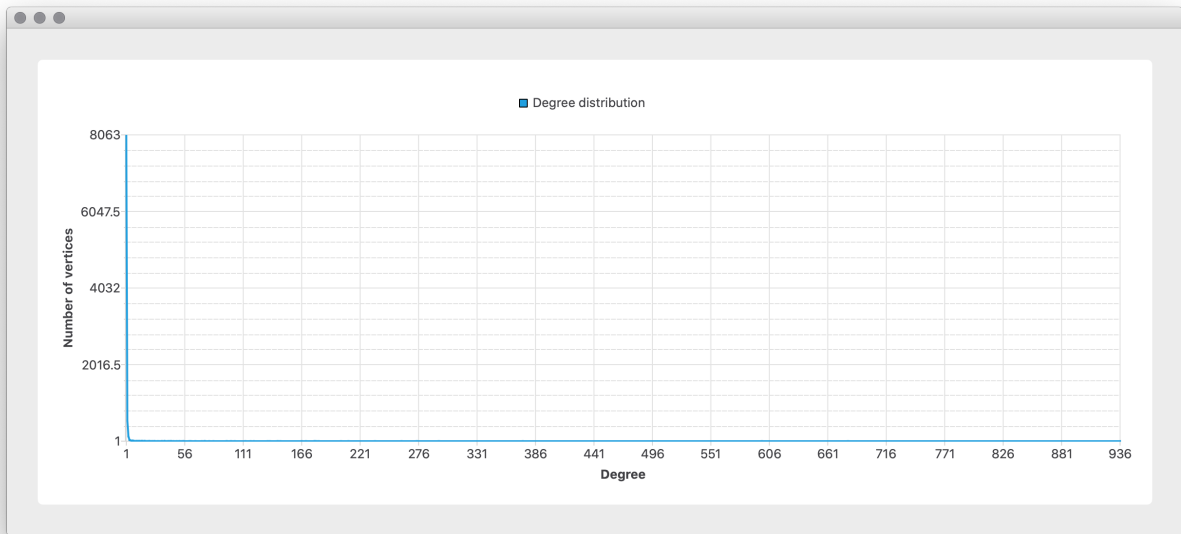 Degree distribution
8063
6047.5
4032
2016.5
1
Number of vertices
1 56 111 166 221 276 331 386 441 496 551 606 661 716 771 826 881 936
Degree